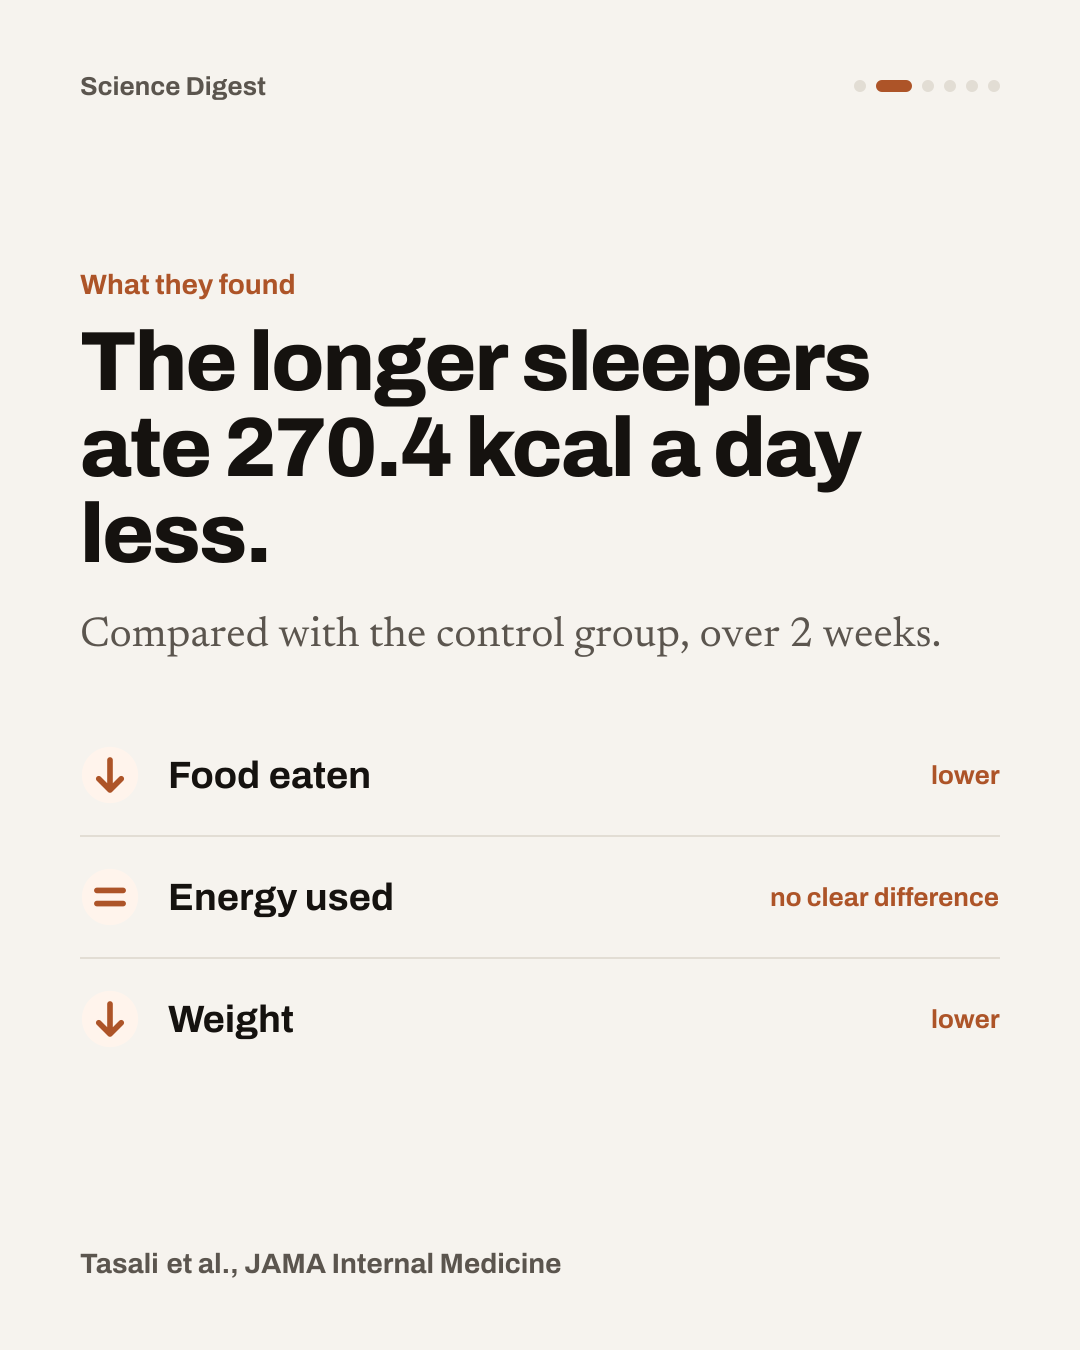 Science Digest
What they found
The longer sleepers
ate 270.4 kcal a day
less.
Compared with the control group, over 2 weeks.
Food eaten
lower
Energy used
no clear difference
Weight
lower
Tasali et al., JAMA Internal Medicine